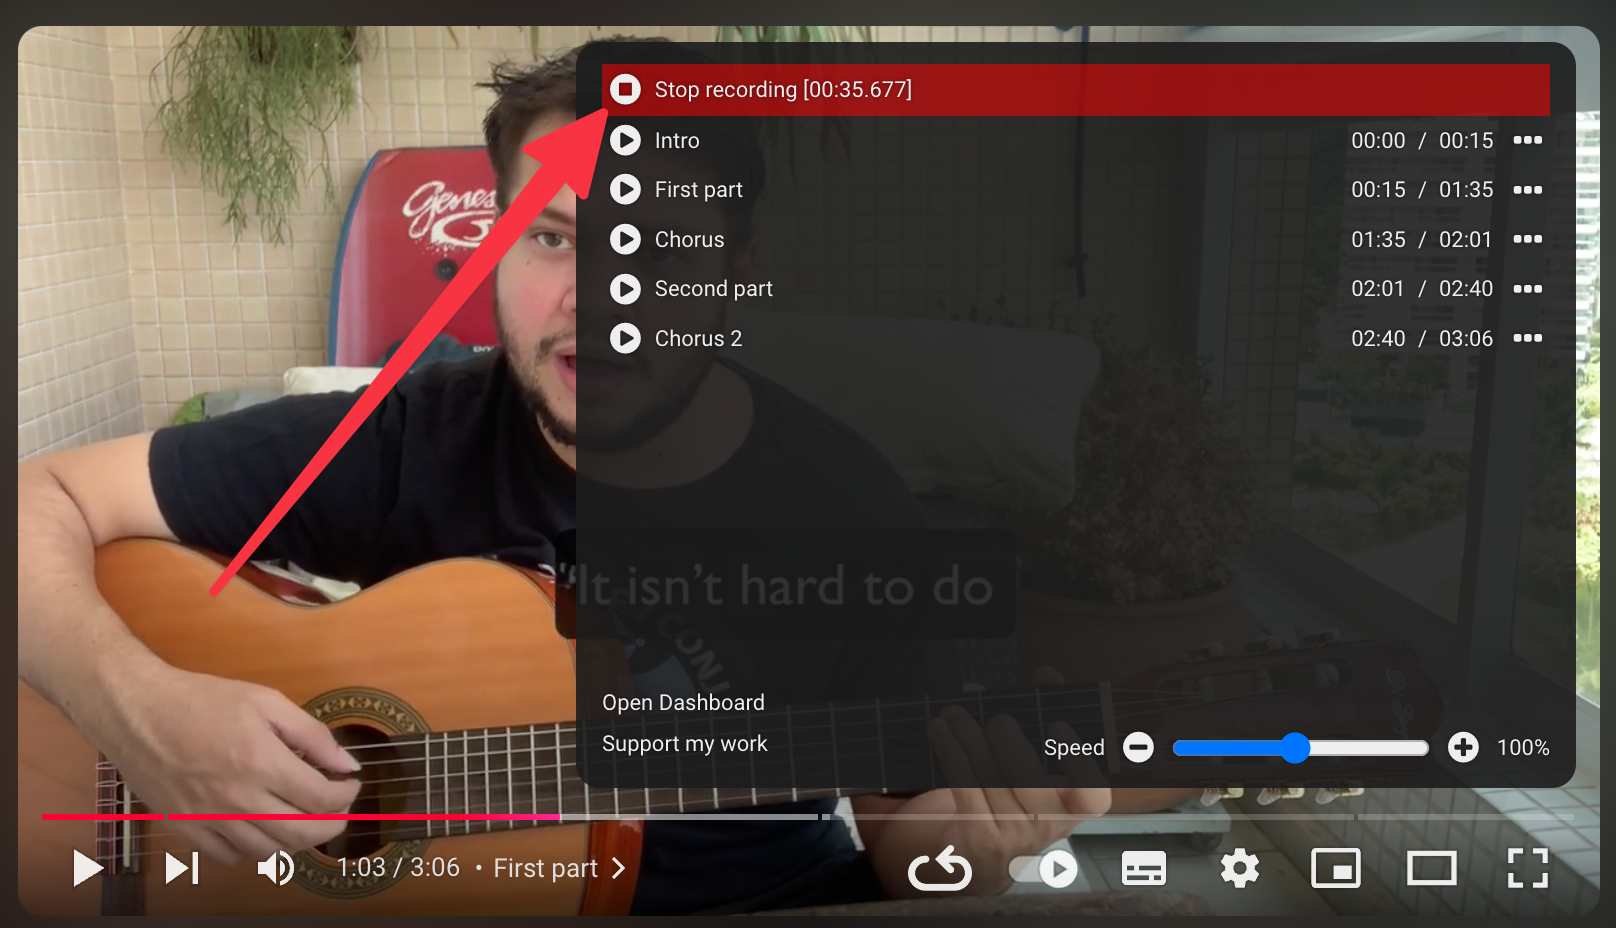 Stop recording [00:35.677]
Intro 00:00 / 00:15
First part 00:15 / 01:35
Chorus 01:35 / 02:01
Second part 02:01 / 02:40
Chorus 2 02:40 / 03:06
Genes
"It isn't hard to do
CONI
Open Dashboard
Support my work
Speed 100%
1:03 / 3:06 • First part